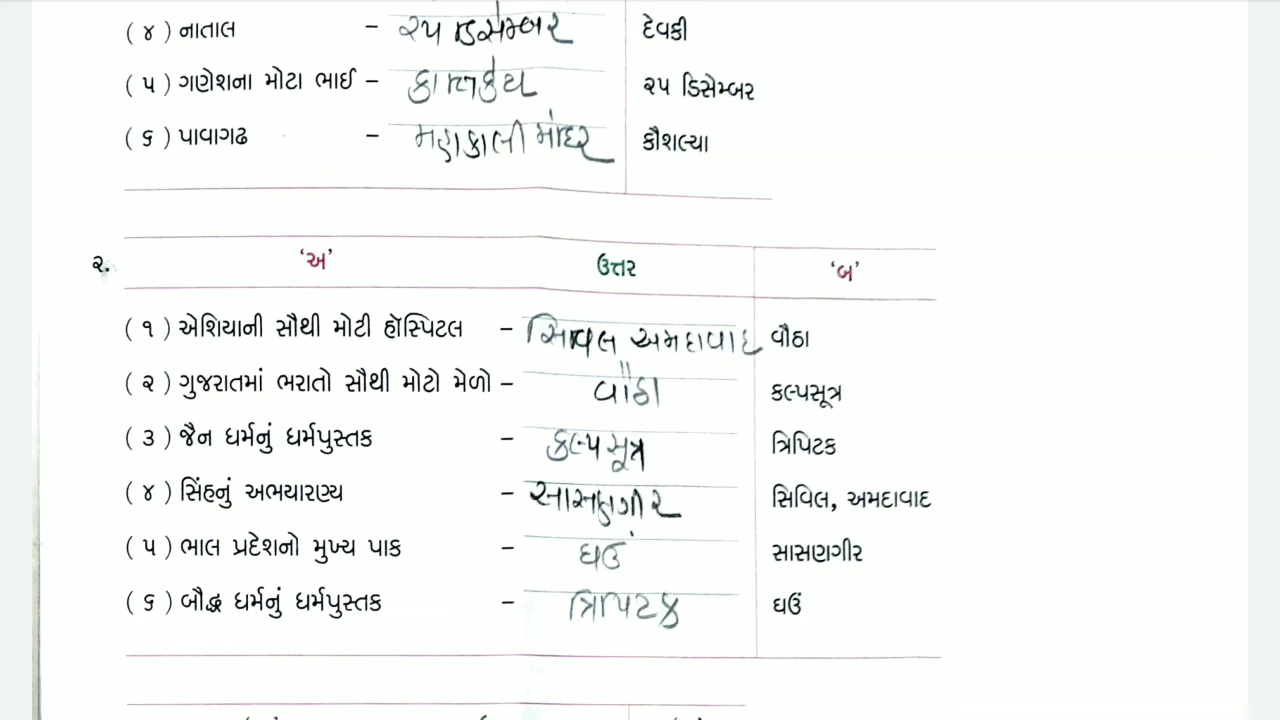 ( ૪ ) નાતાલ - ૨૫ ડિસેમ્બર દેવકી
( ૫ ) ગણેશના મોટા ભાઈ - કાર્તિકેય ૨૫ ડિસેમ્બર
( ૬ ) પાવાગઢ - મહાકાલી મંદિર કૌશલ્યા
૨. ‘અ’ ઉત્તર ‘બ’
( ૧ ) એશિયાની સૌથી મોટી હૉસ્પિટલ - સિવિલ અમદાવાદ વૌઠા
( ૨ ) ગુજરાતમાં ભરાતો સૌથી મોટો મેળો - વૌઠા કલ્પસૂત્ર
( ૩ ) જૈન ધર્મનું ધર્મપુસ્તક - કલ્પસૂત્ર ત્રિપિટક
( ૪ ) સિંહનું અભયારણ્ય - સાસણગીર સિવિલ, અમદાવાદ
( ૫ ) ભાલ પ્રદેશનો મુખ્ય પાક - ઘઉં સાસણગીર
( ૬ ) બૌદ્ધ ધર્મનું ધર્મપુસ્તક - ત્રિપિટક ઘઉં